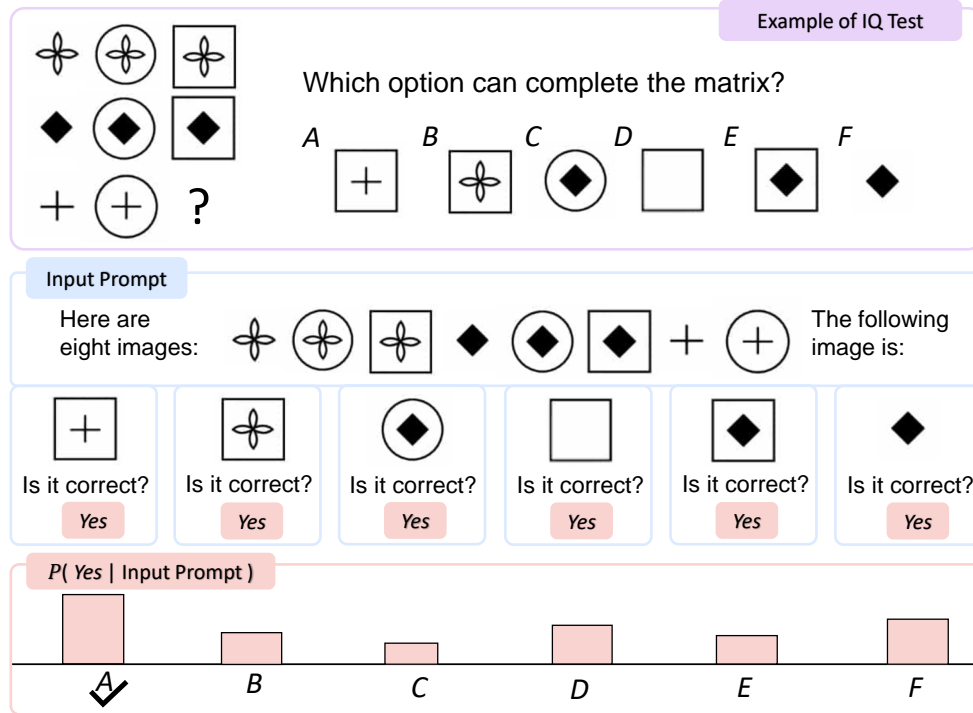 Example of IQ Test
Which option can complete the matrix?
A B C D E F
?
Input Prompt
Here are
eight images:
The following
image is:
Is it correct? Is it correct? Is it correct? Is it correct? Is it correct? Is it correct?
Yes Yes Yes Yes Yes Yes
P( Yes | Input Prompt )
A B C D E F